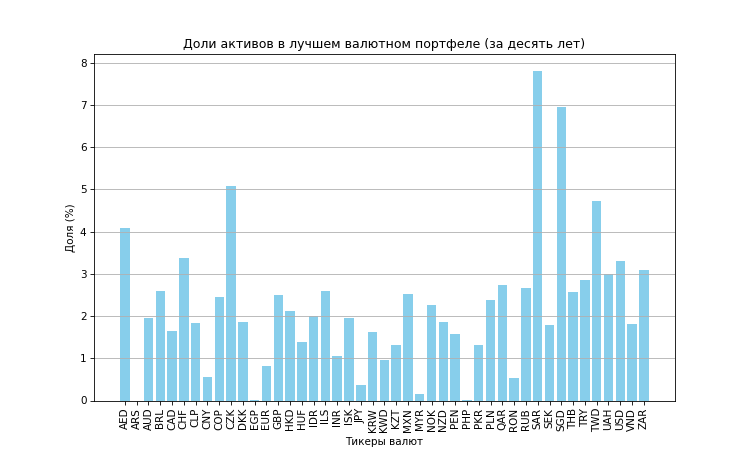 Доли активов в лучшем валютном портфеле (за десять лет)
Доля (%)
8
7
6
5
4
3
2
1
0
AED ARS AUD BRL CAD CHF CLP CNY COP CZK DKK EGP EUR GBP HKD HUF IDR ILS INR ISK JPY KRW KWD KZT MXN MYR NOK NZD PEN PHP PKR PLN QAR RON RUB SAR SEK SGD THB TRY TWD UAH USD VND ZAR
Тикеры валют